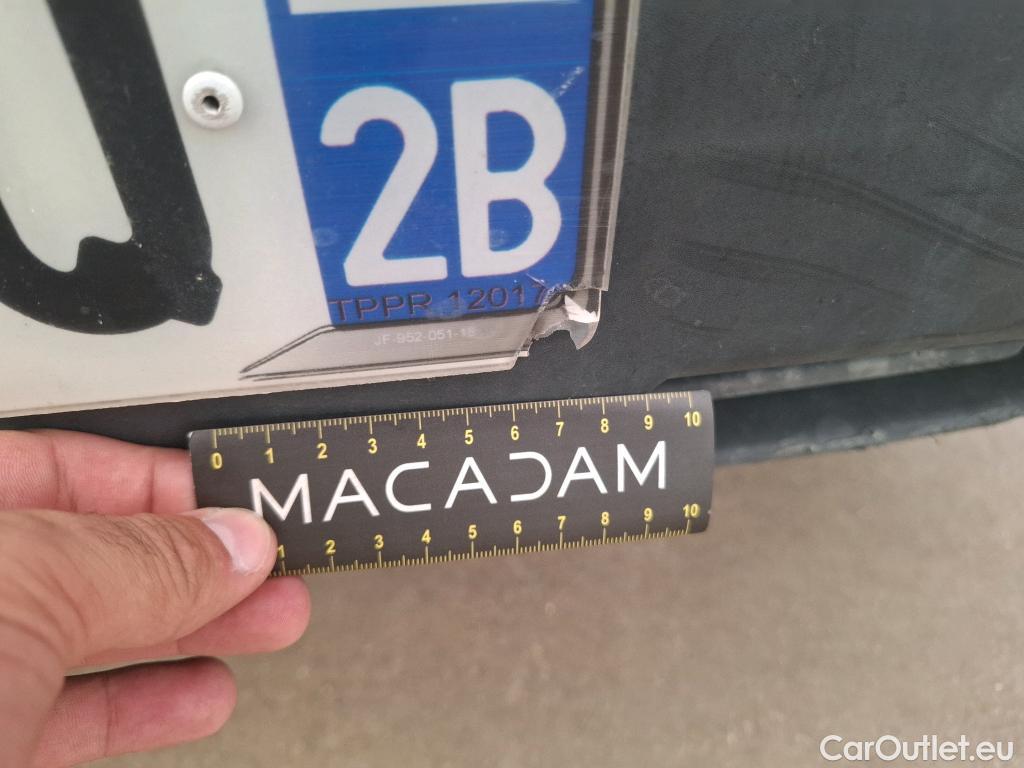 2B
TPPR 12017
JF-952-051-18
0 1 2 3 4 5 6 7 8 9 10
MACADAM
1 2 3 4 5 6 7 8 9 10
CarOutlet.eu